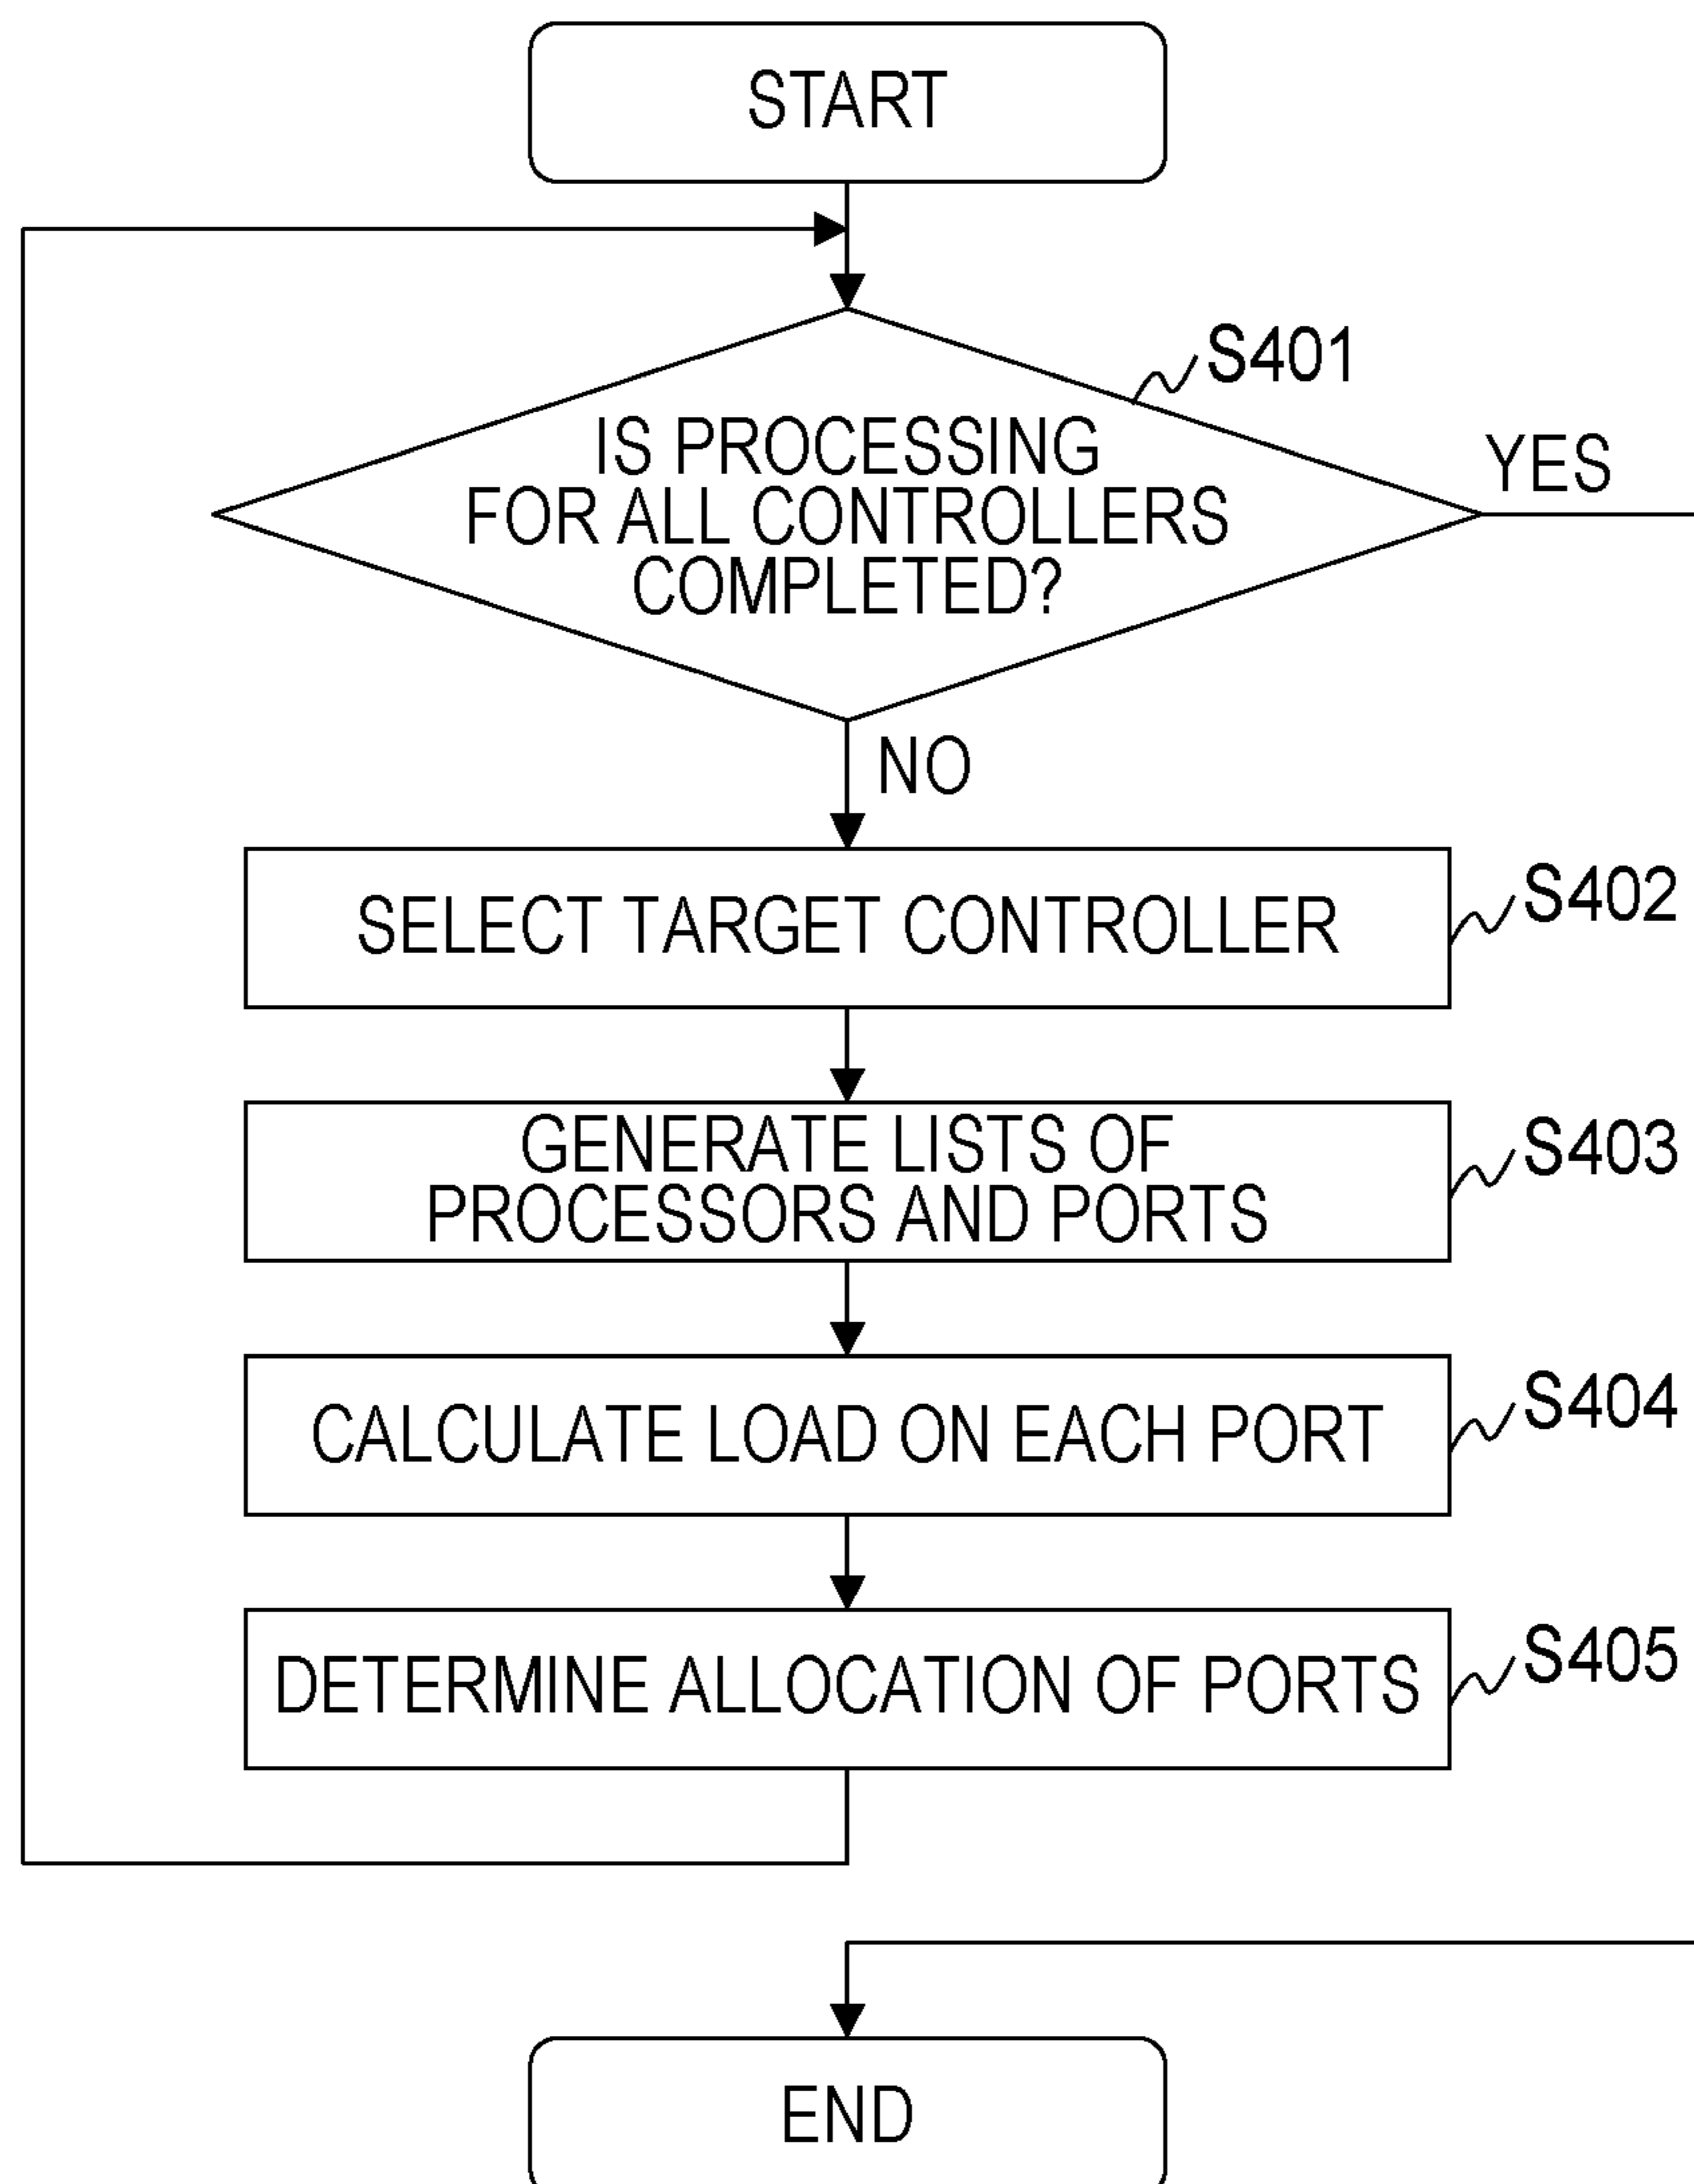 START
S401
IS PROCESSING
FOR ALL CONTROLLERS
COMPLETED?
YES
NO
SELECT TARGET CONTROLLER
S402
GENERATE LISTS OF
PROCESSORS AND PORTS
S403
CALCULATE LOAD ON EACH PORT
S404
DETERMINE ALLOCATION OF PORTS
S405
END